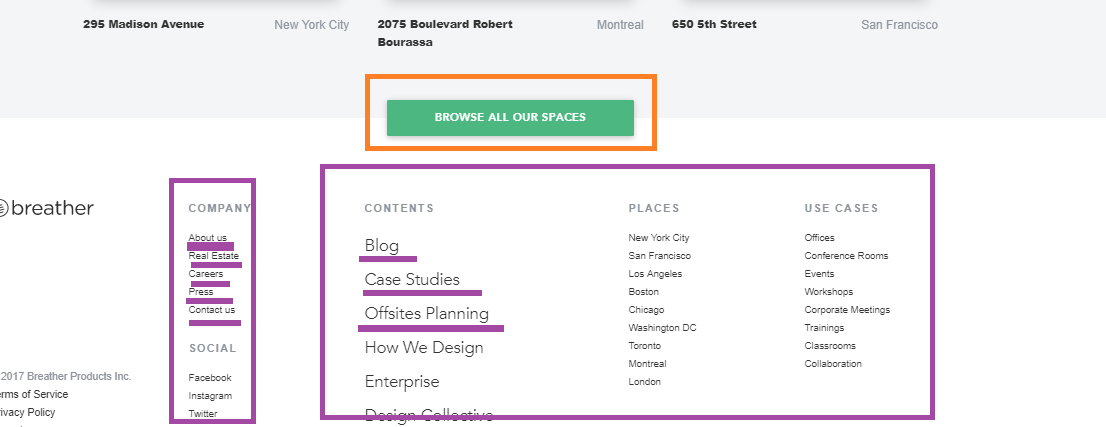 295 Madison Avenue New York City
2075 Boulevard Robert Bourassa Montreal
650 5th Street San Francisco
BROWSE ALL OUR SPACES
breather
COMPANY
About us
Real Estate
Careers
Press
Contact us
SOCIAL
Facebook
Instagram
Twitter
CONTENTS
Blog
Case Studies
Offsites Planning
How We Design
Enterprise
Design Collective
PLACES
New York City
San Francisco
Los Angeles
Boston
Chicago
Washington DC
Toronto
Montreal
London
USE CASES
Offices
Conference Rooms
Events
Workshops
Corporate Meetings
Trainings
Classrooms
Collaboration
2017 Breather Products Inc.
erms of Service
rivacy Policy